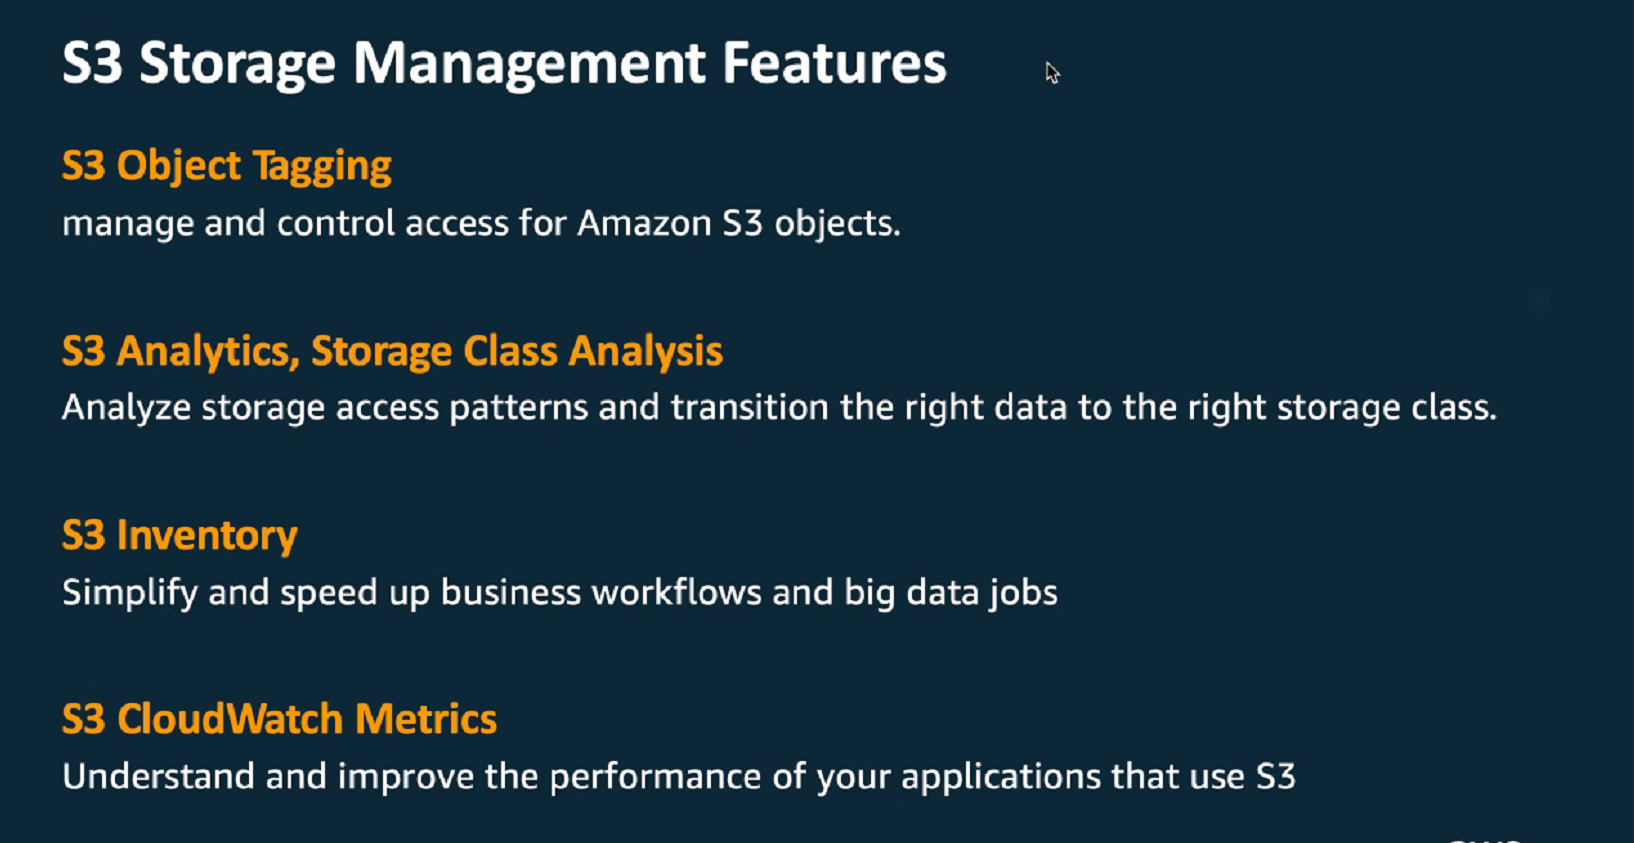 S3 Storage Management Features
S3 Object Tagging
manage and control access for Amazon S3 objects.
S3 Analytics, Storage Class Analysis
Analyze storage access patterns and transition the right data to the right storage class.
S3 Inventory
Simplify and speed up business workflows and big data jobs
S3 CloudWatch Metrics
Understand and improve the performance of your applications that use S3